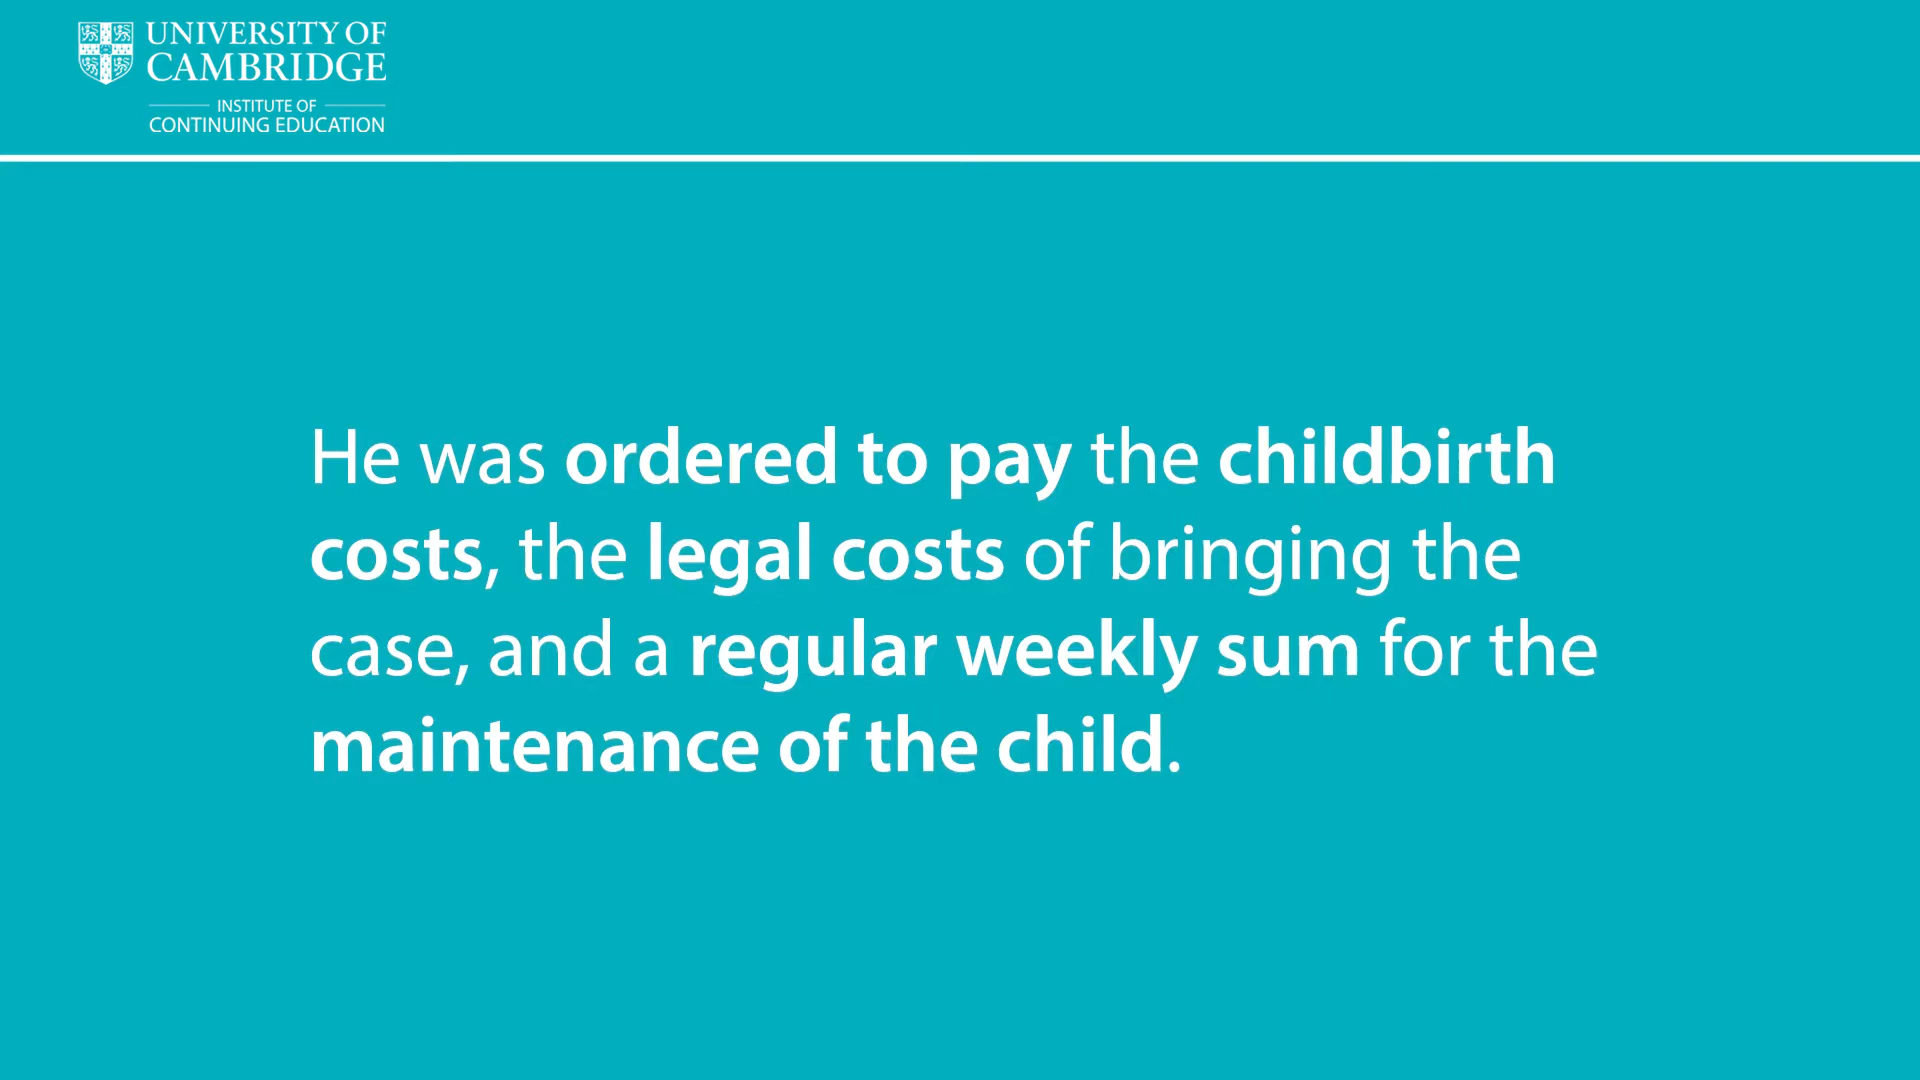 UNIVERSITY OF
CAMBRIDGE
INSTITUTE OF
CONTINUING EDUCATION
He was ordered to pay the childbirth
costs, the legal costs of bringing the
case, and a regular weekly sum for the
maintenance of the child.